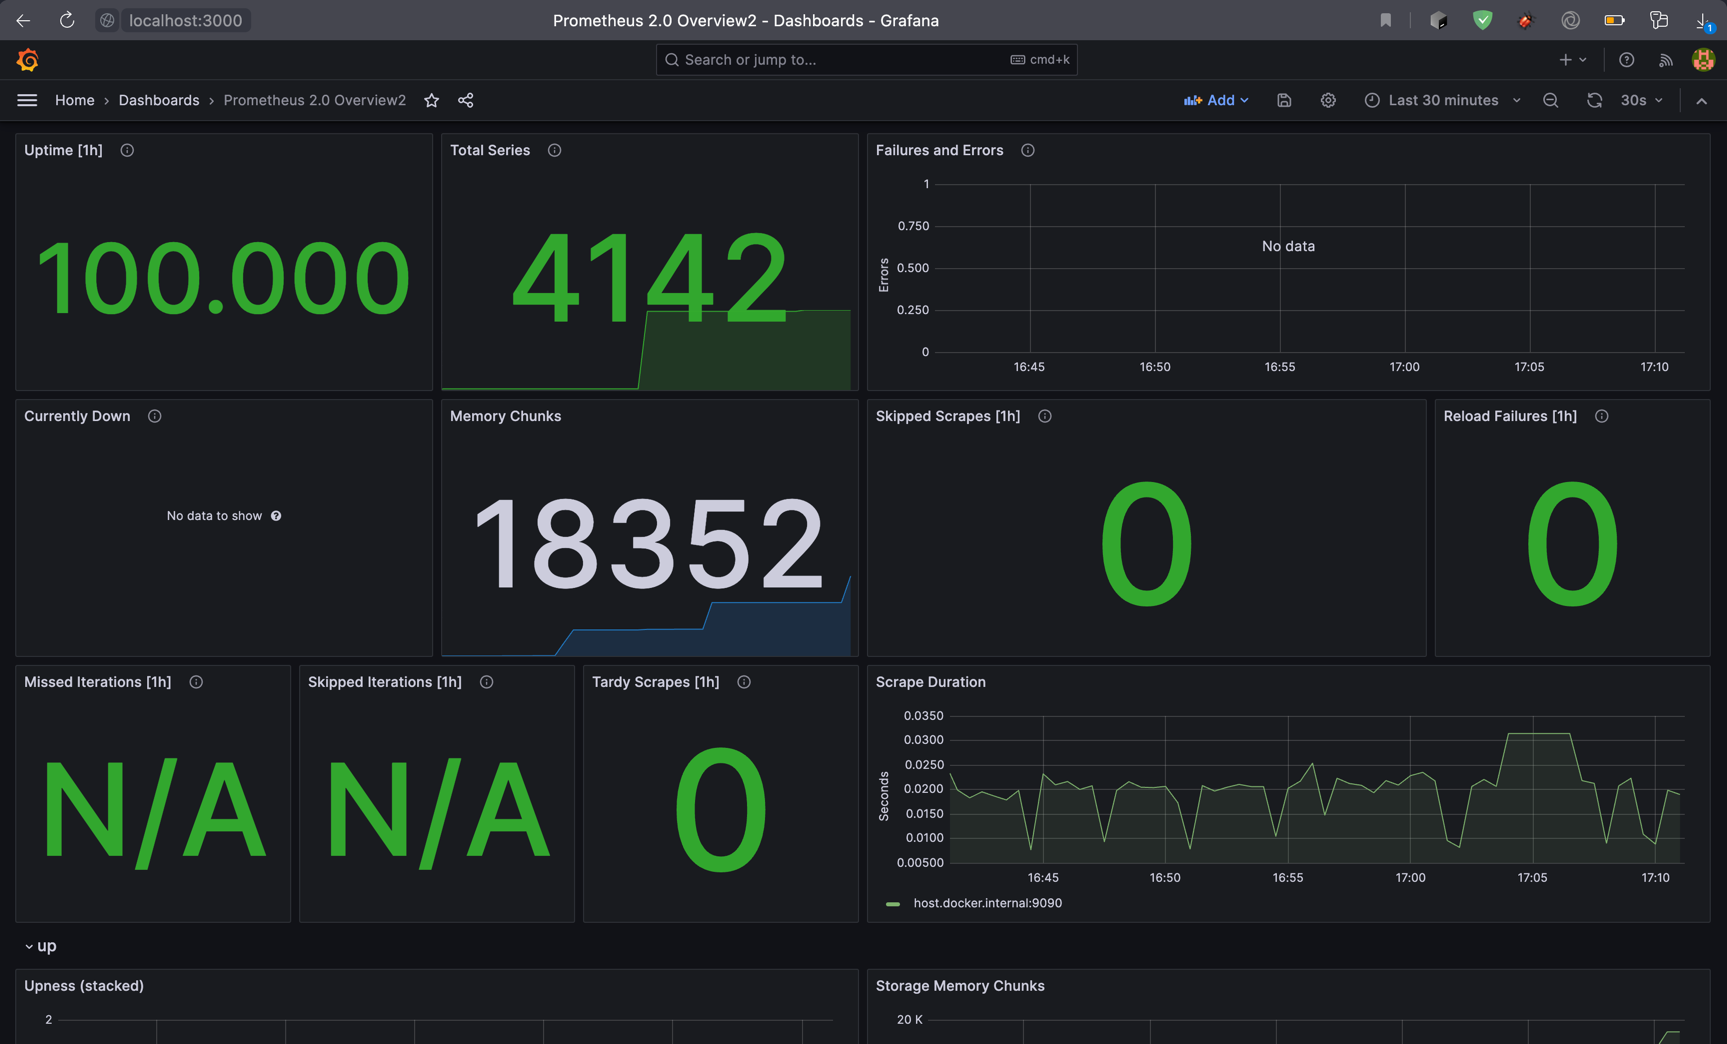 localhost:3000
Prometheus 2.0 Overview2 - Dashboards - Grafana
1
Search or jump to...
cmd+k
Home › Dashboards › Prometheus 2.0 Overview2
Add
Last 30 minutes
30s
Uptime [1h]
100.000
Total Series
4142
Failures and Errors
1
0.750
0.500
0.250
0
Errors
No data
16:45 16:50 16:55 17:00 17:05 17:10
Currently Down
No data to show
Memory Chunks
18352
Skipped Scrapes [1h]
0
Reload Failures [1h]
0
Missed Iterations [1h]
N/A
Skipped Iterations [1h]
N/A
Tardy Scrapes [1h]
0
Scrape Duration
0.0350
0.0300
0.0250
0.0200
0.0150
0.0100
0.00500
Seconds
16:45 16:50 16:55 17:00 17:05 17:10
host.docker.internal:9090
up
Upness (stacked)
2
Storage Memory Chunks
20 K